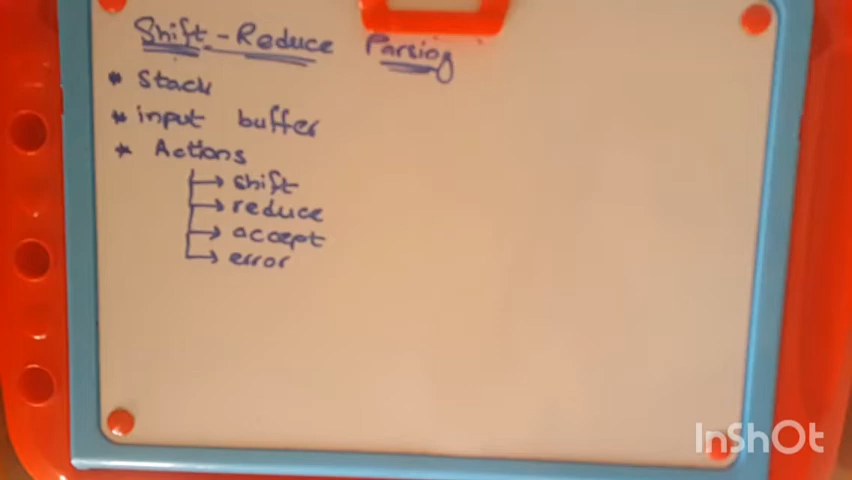 Shift-Reduce Parsing
* Stack
* input buffer
* Actions
→ shift
→ reduce
→ accept
→ error
InShOt